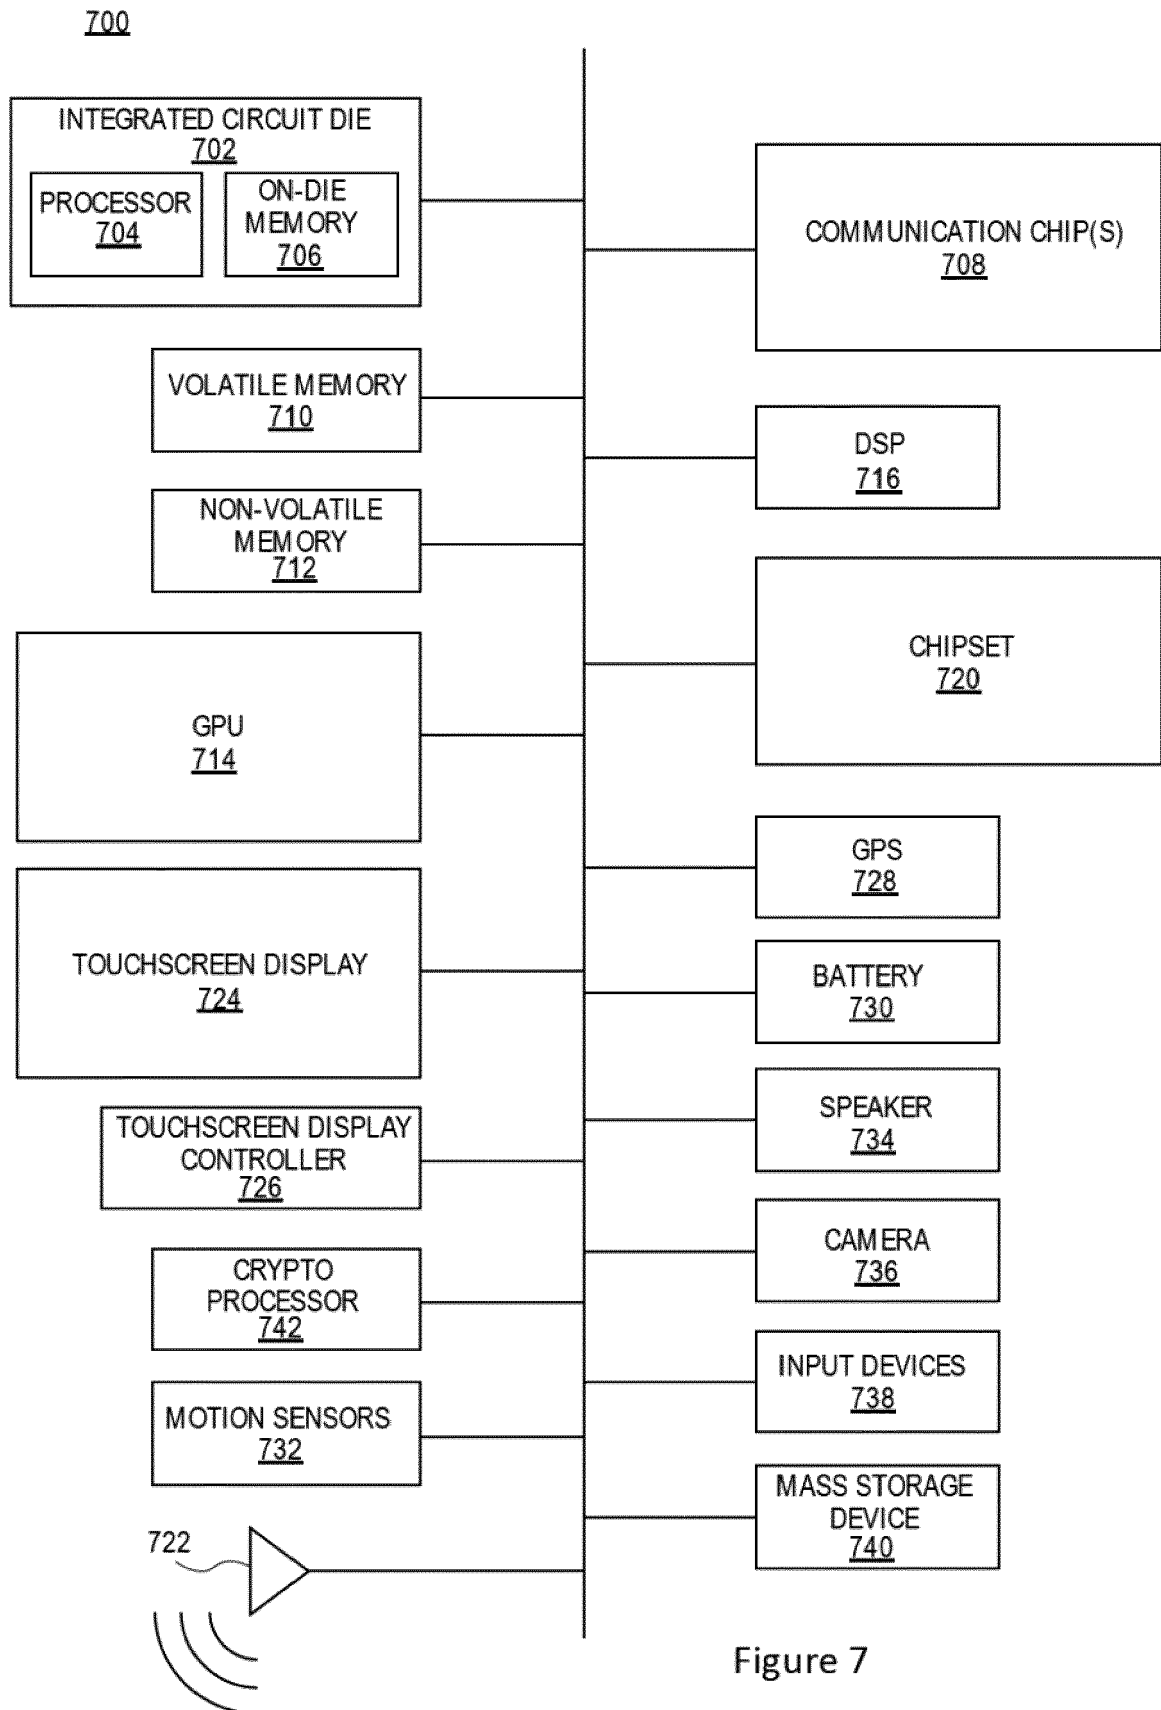 700
INTEGRATED CIRCUIT DIE
702
PROCESSOR
704
ON-DIE
MEMORY
706
COMMUNICATION CHIP(S)
708
VOLATILE MEMORY
710
DSP
716
NON-VOLATILE
MEMORY
712
CHIPSET
720
GPU
714
GPS
728
TOUCHSCREEN DISPLAY
724
BATTERY
730
SPEAKER
734
TOUCHSCREEN DISPLAY
CONTROLLER
726
CAMERA
736
CRYPTO
PROCESSOR
742
INPUT DEVICES
738
MOTION SENSORS
732
MASS STORAGE
DEVICE
740
722
Figure 7